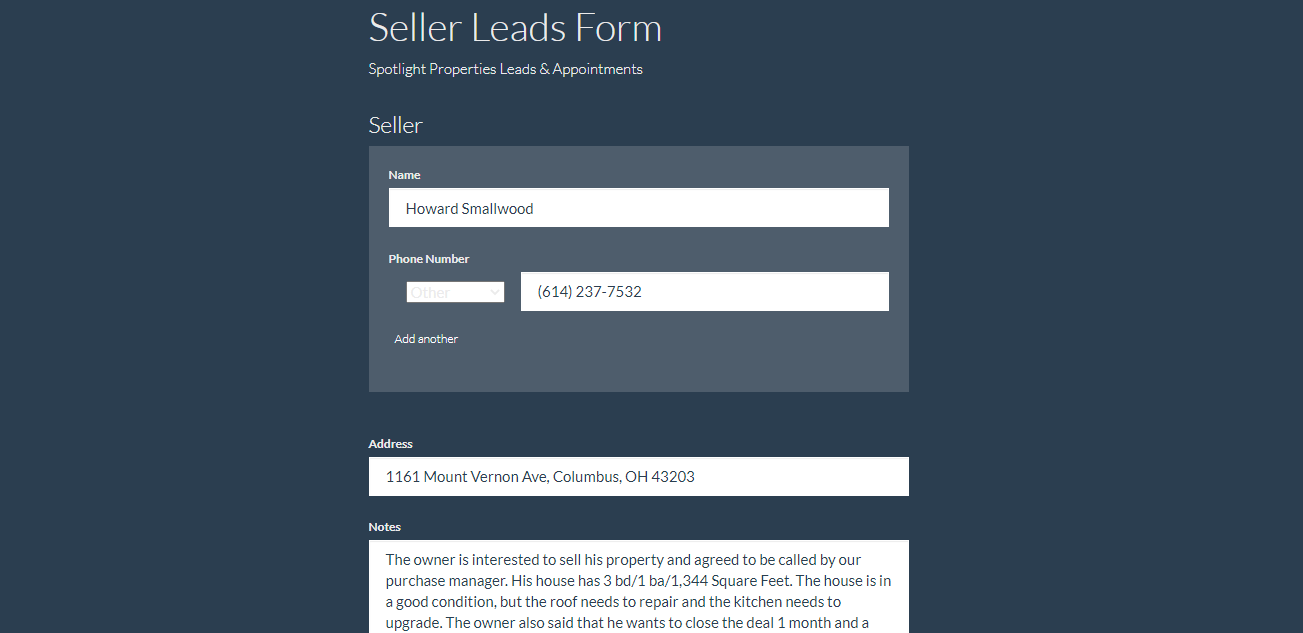 Seller Leads Form
Spotlight Properties Leads & Appointments
Seller
Name
Howard Smallwood
Phone Number
Other (614) 237-7532
Add another
Address
1161 Mount Vernon Ave, Columbus, OH 43203
Notes
The owner is interested to sell his property and agreed to be called by our
purchase manager. His house has 3 bd/1 ba/1,344 Square Feet. The house is in
a good condition, but the roof needs to repair and the kitchen needs to
upgrade. The owner also said that he wants to close the deal 1 month and a